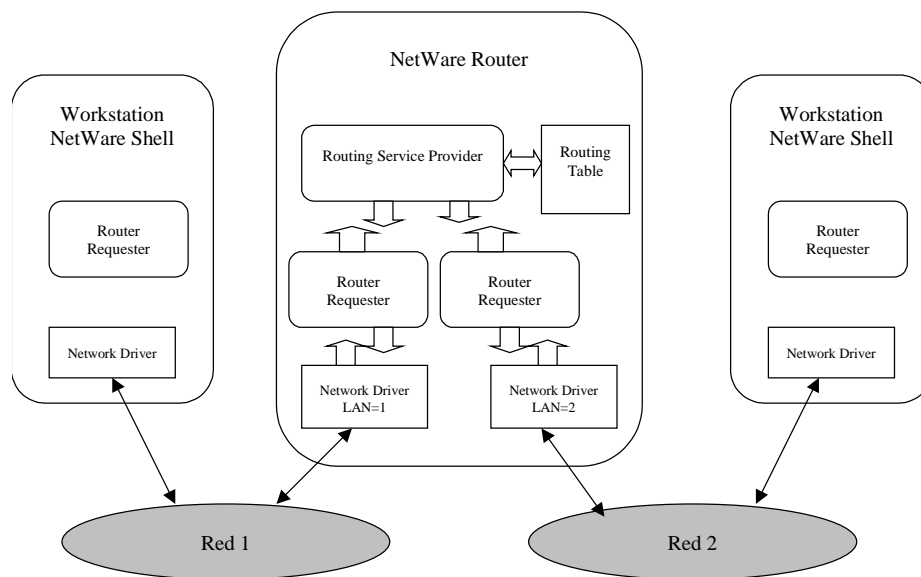 NetWare Router
Workstation
NetWare Shell
Workstation
NetWare Shell
Routing Service Provider
Routing
Table
Router
Requester
Router
Requester
Router
Requester
Router
Requester
Network Driver
Network Driver
LAN=1
Network Driver
LAN=2
Network Driver
Red 1
Red 2